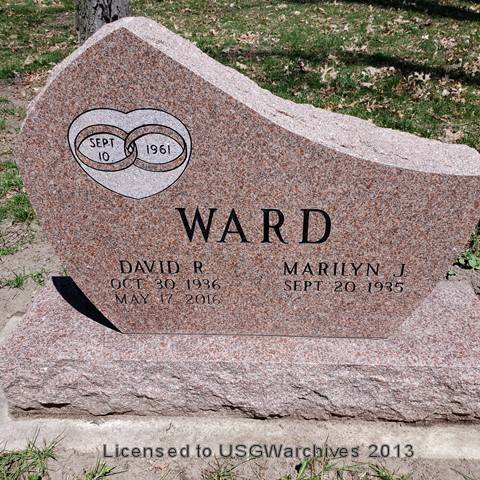 SEPT 1961
10
WARD
DAVID R. MARILYN J.
OCT 30 1936 SEPT 20 1935
MAY 17 2016
Licensed to USGWarchives 2013